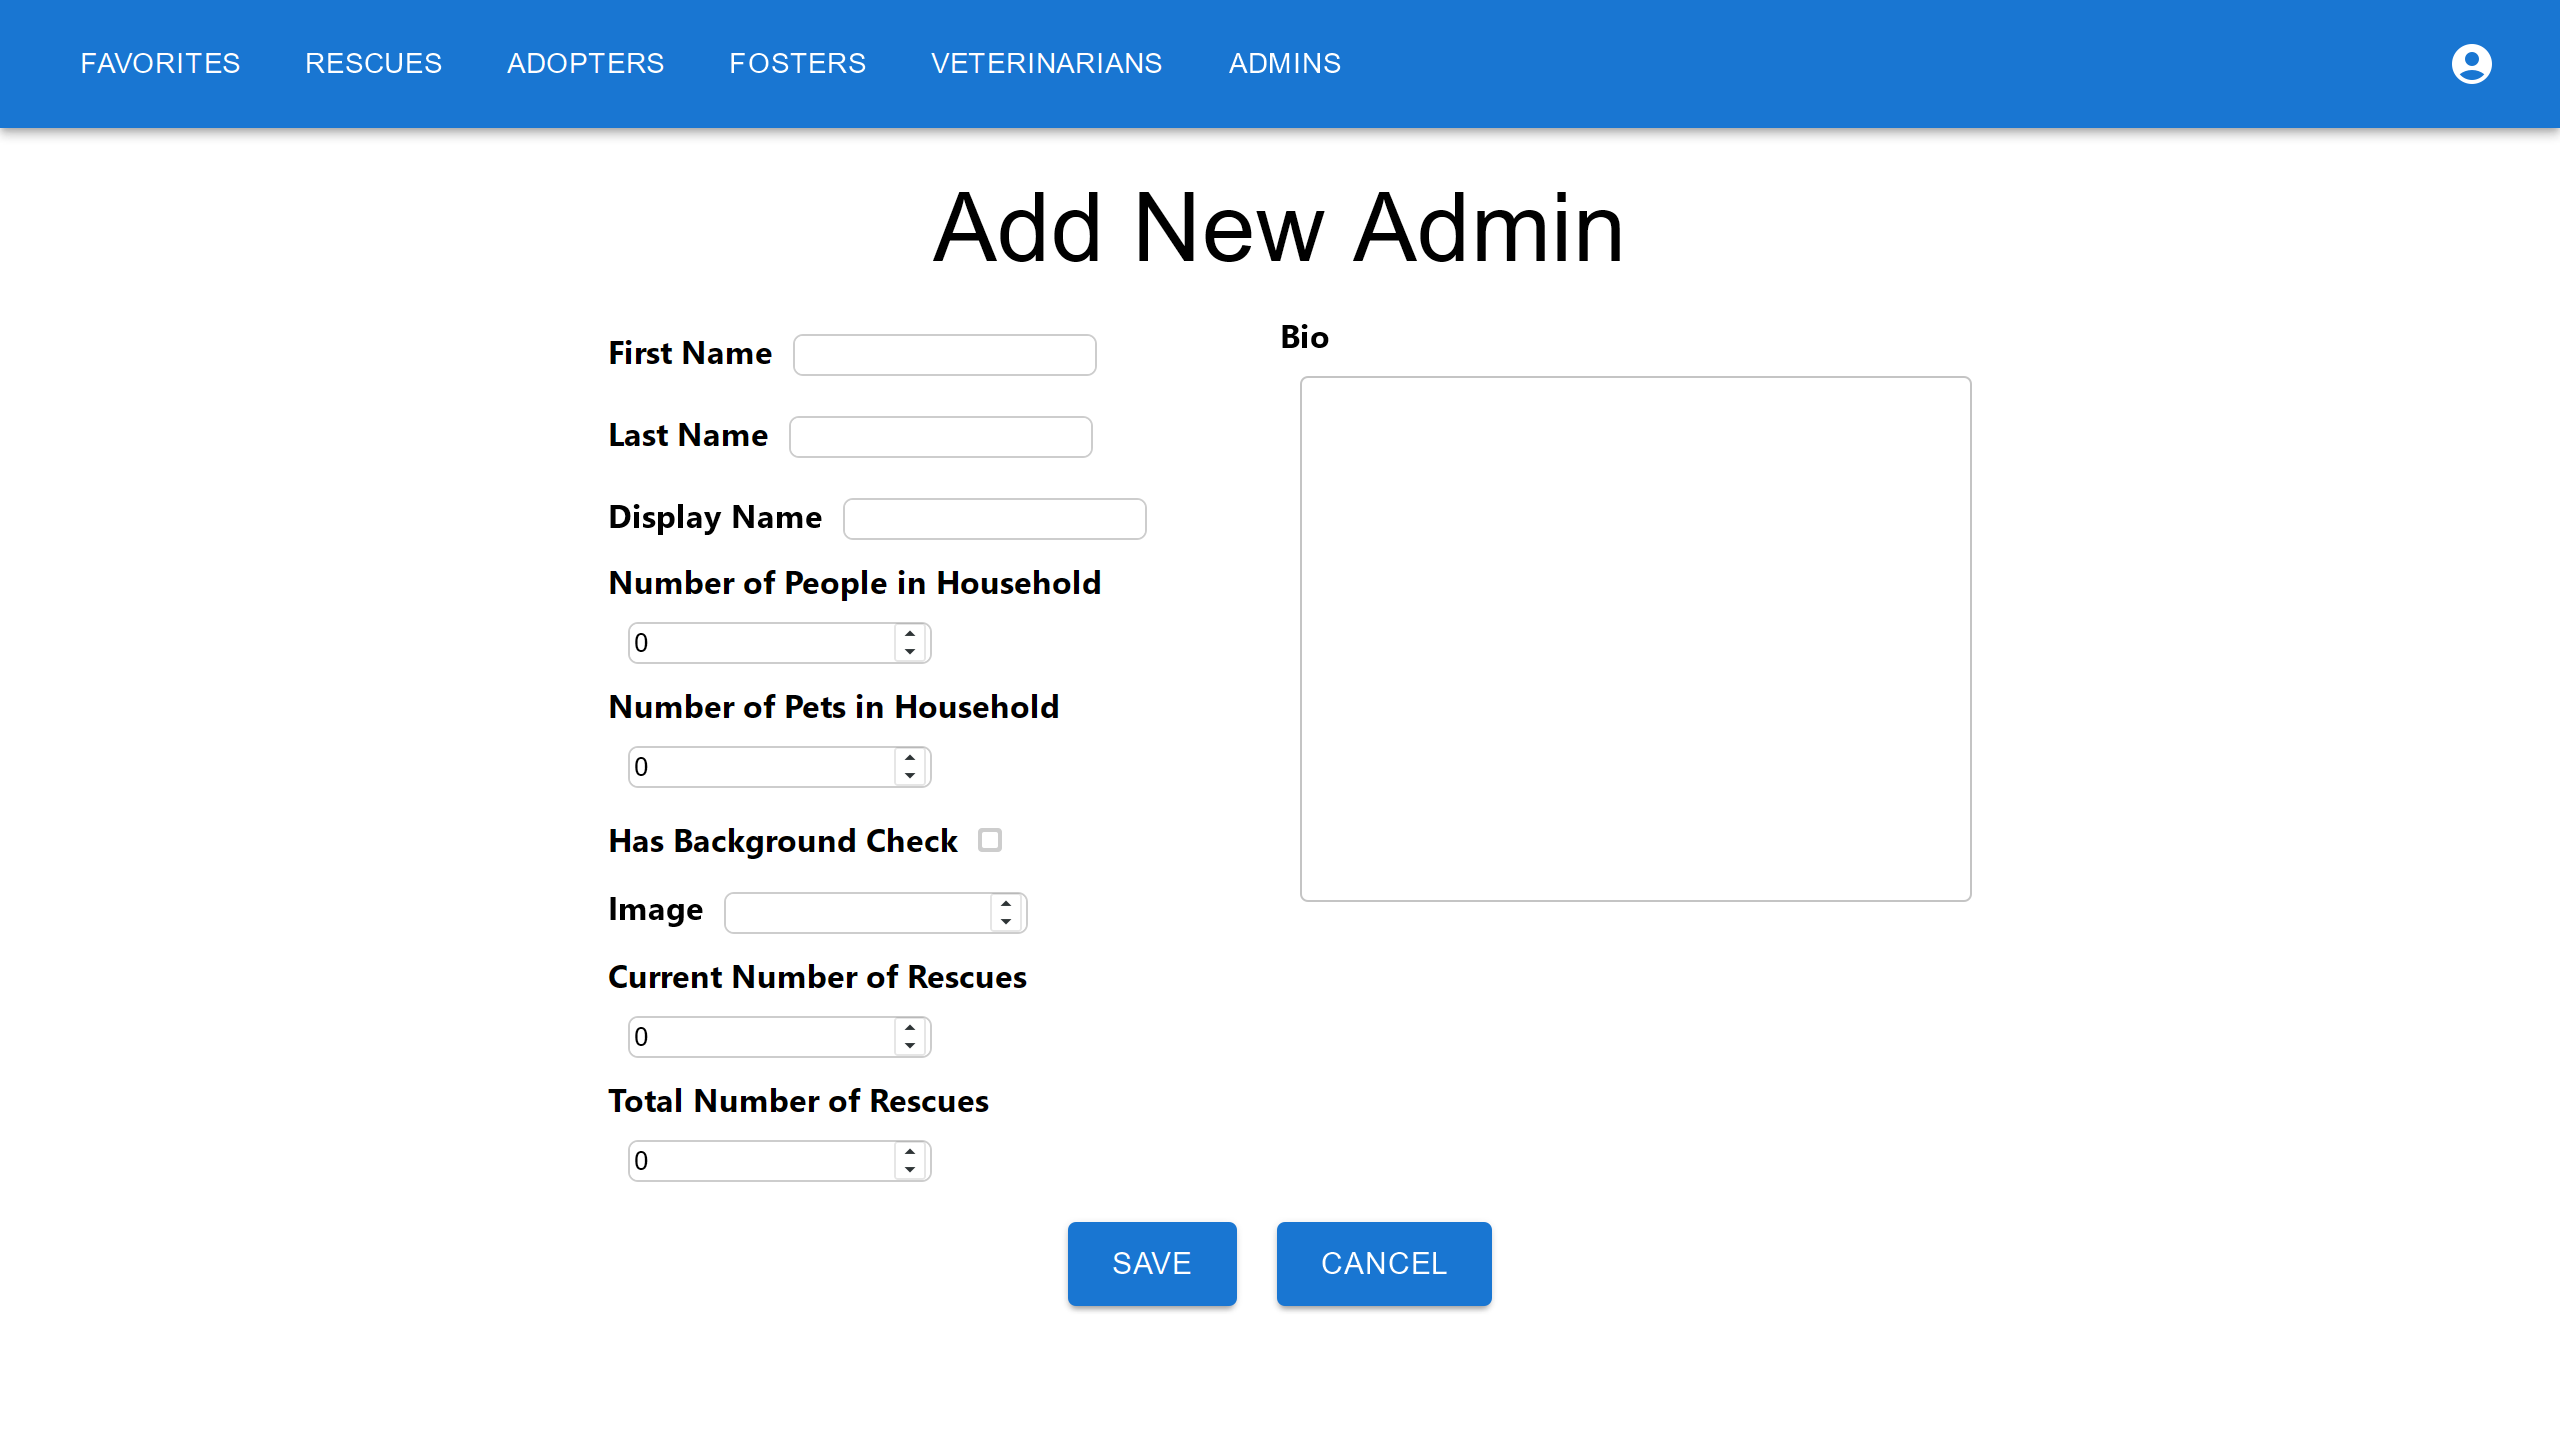 FAVORITES RESCUES ADOPTERS FOSTERS VETERINARIANS ADMINS
Add New Admin
First Name
Last Name
Display Name
Number of People in Household
0
Number of Pets in Household
0
Has Background Check
Image
Current Number of Rescues
0
Total Number of Rescues
0
Bio
SAVE CANCEL